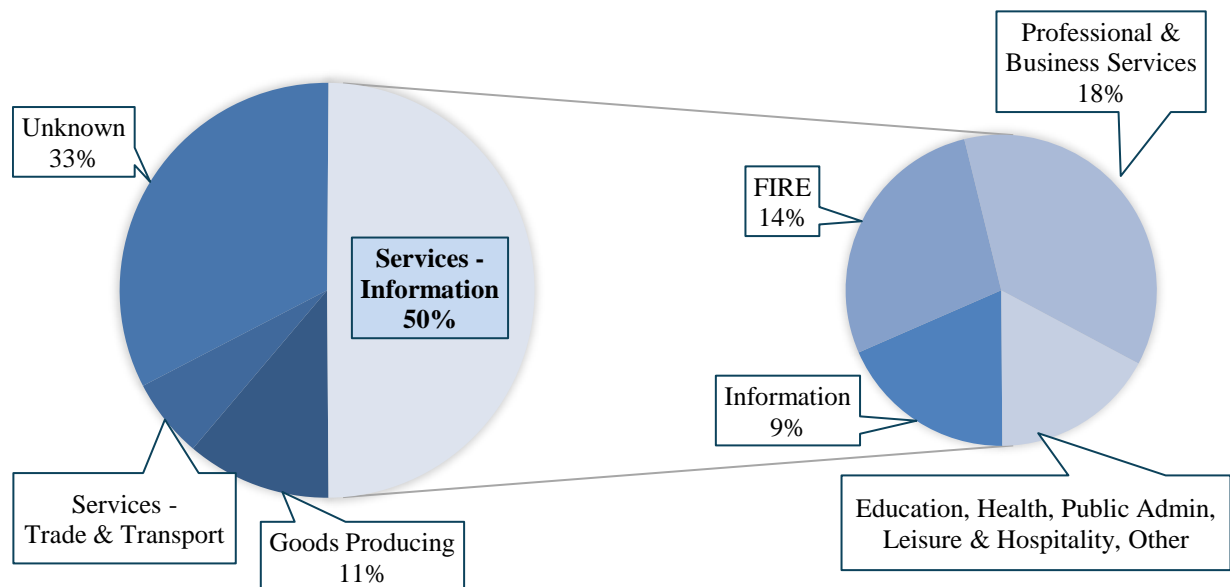 Unknown
33%
Services -
Information
50%
Services -
Trade & Transport
Goods Producing
11%
Professional &
Business Services
18%
FIRE
14%
Information
9%
Education, Health, Public Admin,
Leisure & Hospitality, Other